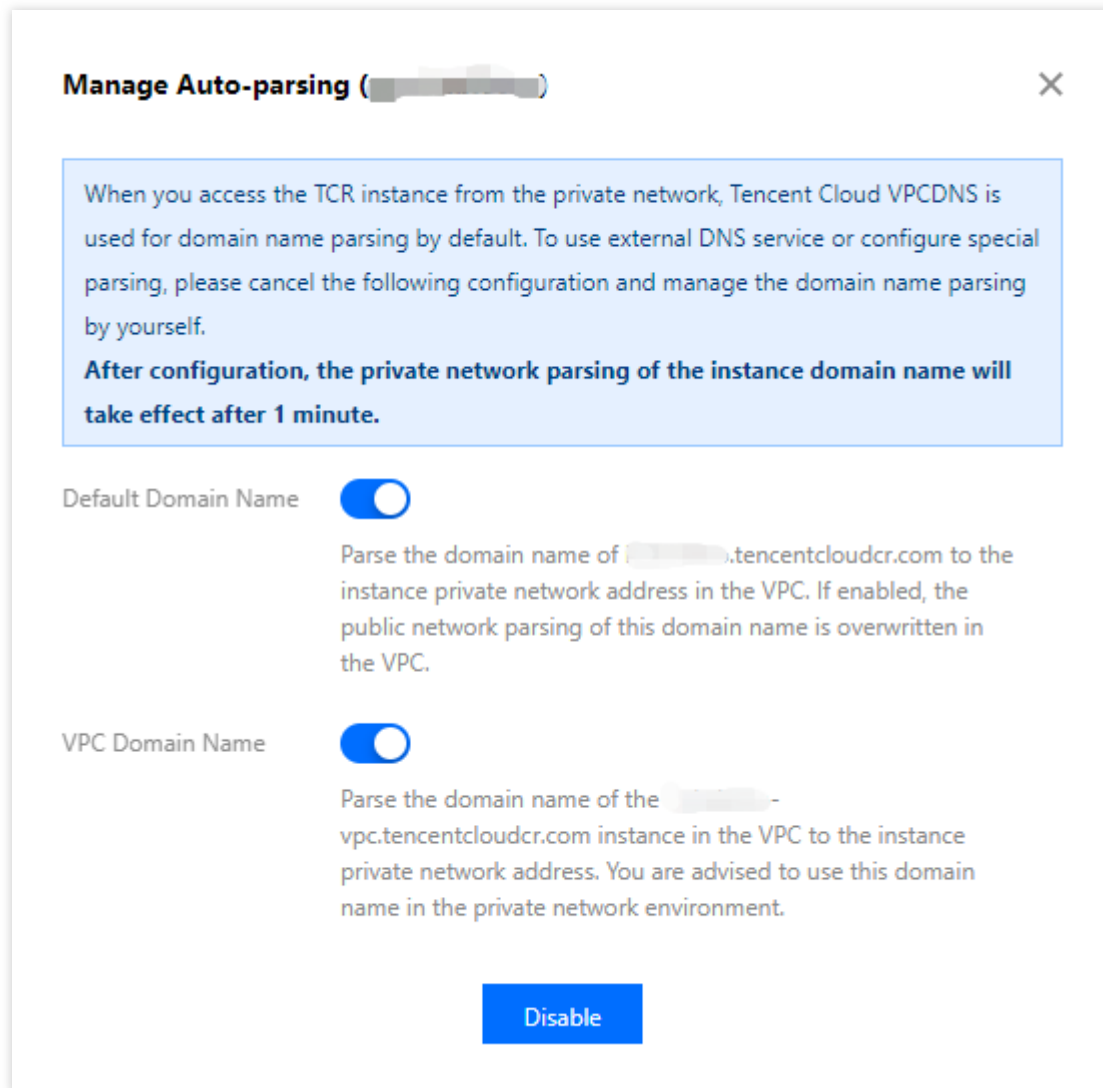 Manage Auto-parsing ( )
When you access the TCR instance from the private network, Tencent Cloud VPCDNS is
used for domain name parsing by default. To use external DNS service or configure special
parsing, please cancel the following configuration and manage the domain name parsing
by yourself.
After configuration, the private network parsing of the instance domain name will
take effect after 1 minute.
Default Domain Name
Parse the domain name of .tencentcloudcr.com to the
instance private network address in the VPC. If enabled, the
public network parsing of this domain name is overwritten in
the VPC.
VPC Domain Name
Parse the domain name of the -
vpc.tencentcloudcr.com instance in the VPC to the instance
private network address. You are advised to use this domain
name in the private network environment.
Disable